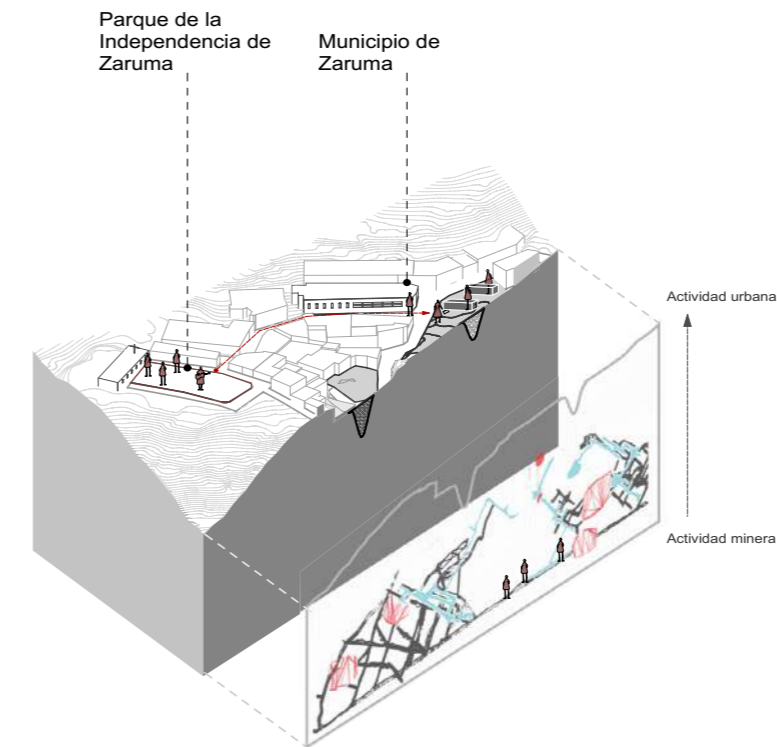 Parque de la
Independencia de
Zaruma
Municipio de
Zaruma
Actividad urbana
Actividad minera